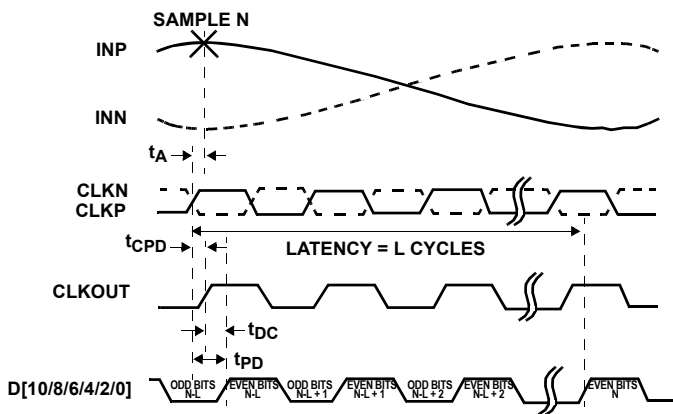 SAMPLE N
INP
INN
tA
CLKN
CLKP
tCPD
LATENCY = L CYCLES
CLKOUT
tDC
tPD
D[10/8/6/4/2/0]
ODD BITS N-L
EVEN BITS N-L
ODD BITS N-L + 1
EVEN BITS N-L + 1
ODD BITS N-L + 2
EVEN BITS N-L + 2
EVEN BITS N